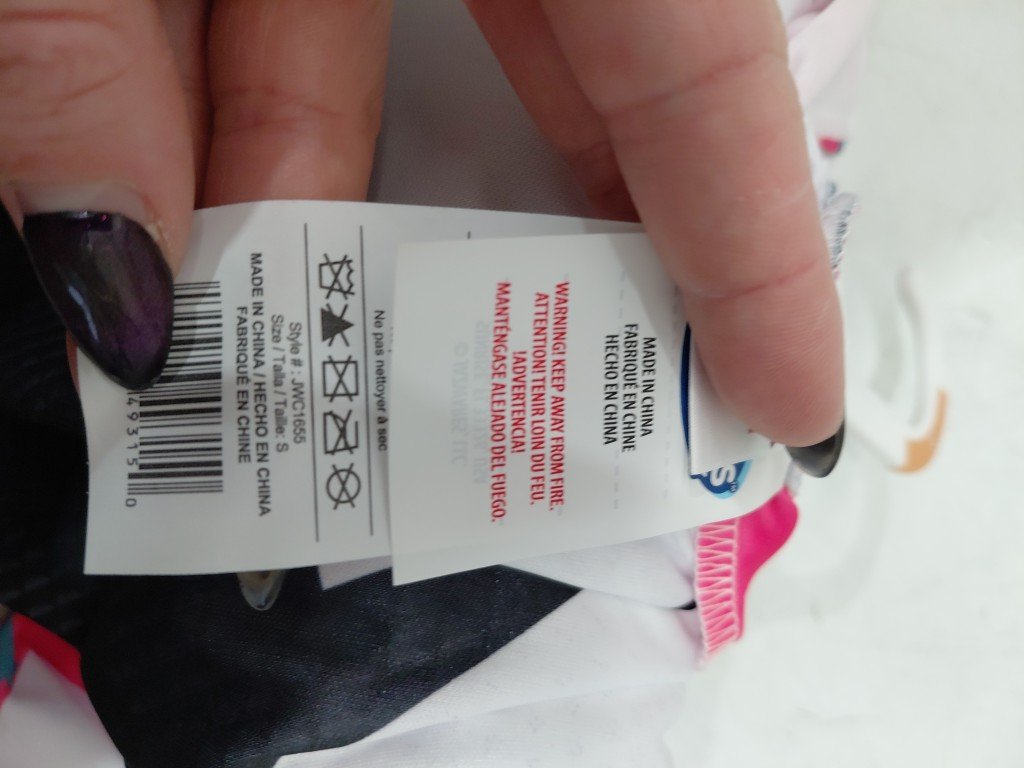 MADE IN CHINA
FABRIQUÉ EN CHINE
HECHO EN CHINA
WARNING! KEEP AWAY FROM FIRE.
ATTENTION! TENIR LOIN DU FEU.
!ADVERTENCIA!
MANTÉNGASE ALEJADO DEL FUEGO.
Ne pas nettoyer à sec
Style # : JWC1655
Size / Talla / Taille: S
MADE IN CHINA / HECHO EN CHINA
FABRIQUÉ EN CHINE
49315 0